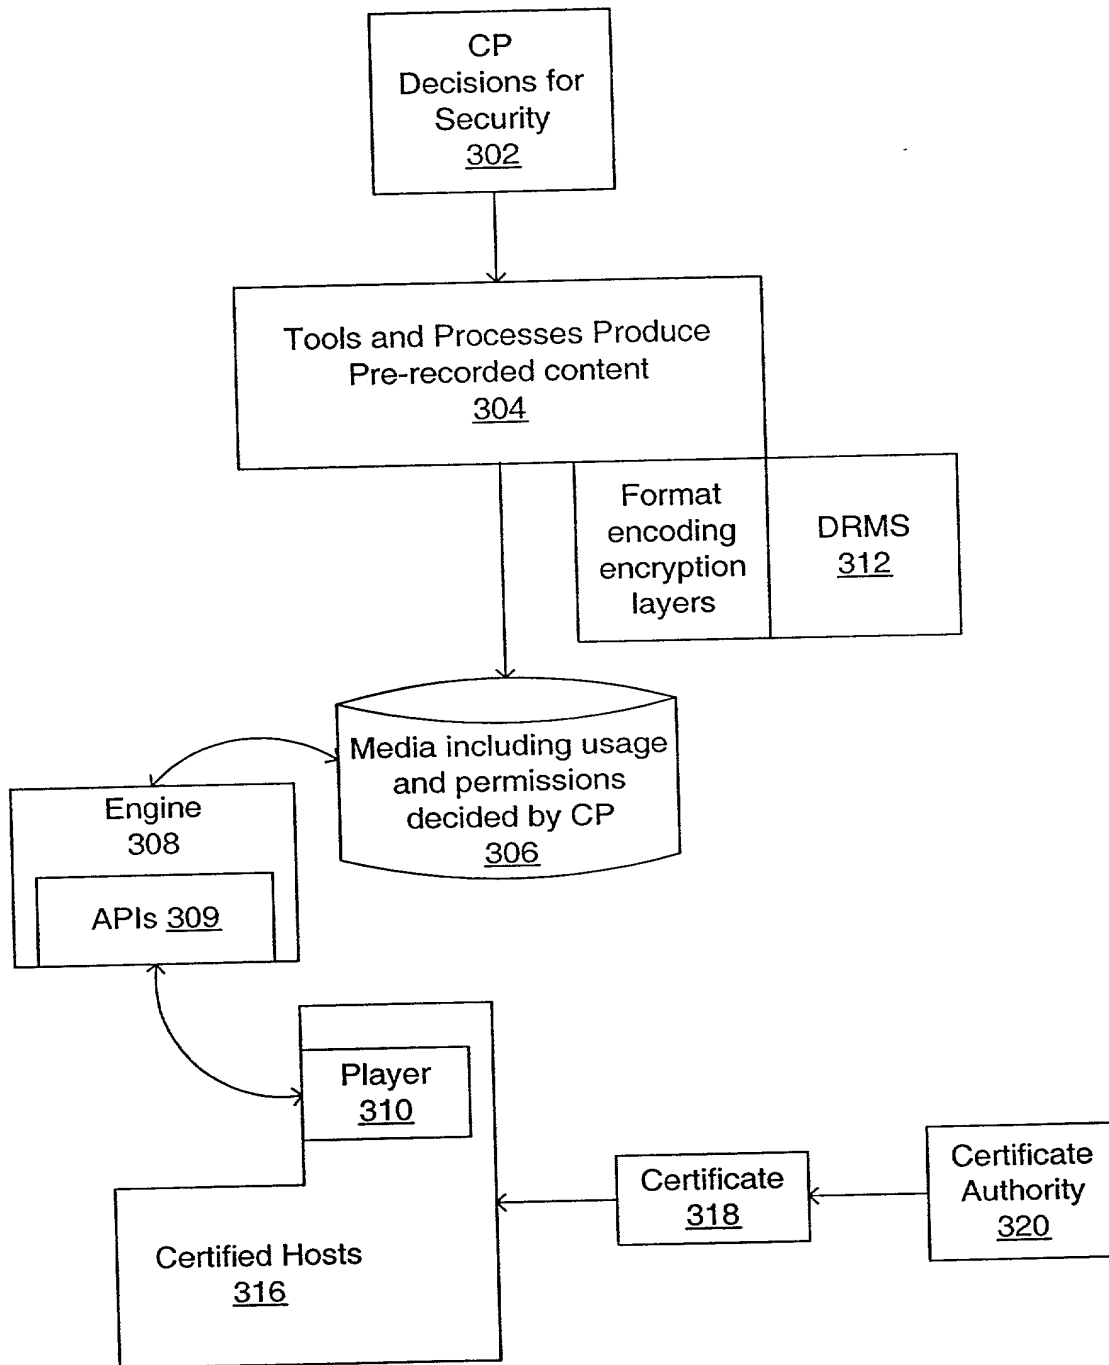 CP
Decisions for
Security
302
Tools and Processes Produce
Pre-recorded content
304
Format
encoding
encryption
layers
DRMS
312
Media including usage
and permissions
decided by CP
306
Engine
308
APIs 309
Player
310
Certified Hosts
316
Certificate
318
Certificate
Authority
320